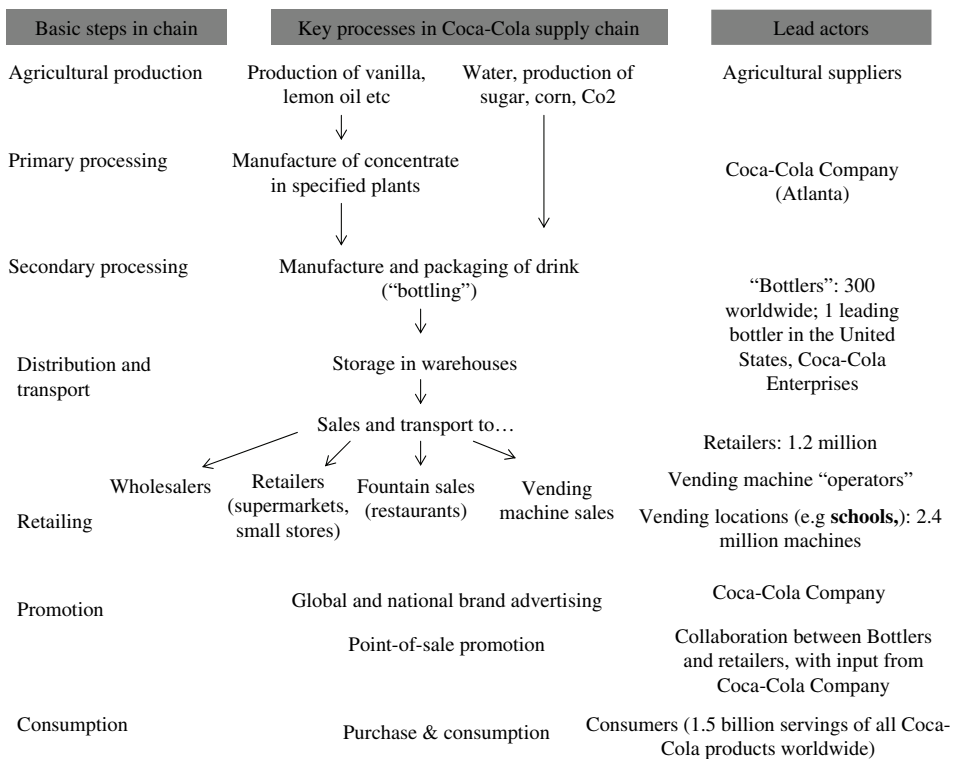 Basic steps in chain
Key processes in Coca-Cola supply chain
Lead actors
Agricultural production
Production of vanilla,
lemon oil etc
Water, production of
sugar, corn, Co2
Agricultural suppliers
Primary processing
Manufacture of concentrate
in specified plants
Coca-Cola Company
(Atlanta)
Secondary processing
Manufacture and packaging of drink
(“bottling”)
“Bottlers”: 300
worldwide; 1 leading
bottler in the United
States, Coca-Cola
Enterprises
Distribution and
transport
Storage in warehouses
Sales and transport to…
Retailers: 1.2 million
Vending machine “operators”
Vending locations (e.g schools,): 2.4
million machines
Retailing
Wholesalers
Retailers
(supermarkets,
small stores)
Fountain sales
(restaurants)
Vending
machine sales
Promotion
Global and national brand advertising
Coca-Cola Company
Point-of-sale promotion
Collaboration between Bottlers
and retailers, with input from
Coca-Cola Company
Consumption
Purchase & consumption
Consumers (1.5 billion servings of all Coca-
Cola products worldwide)